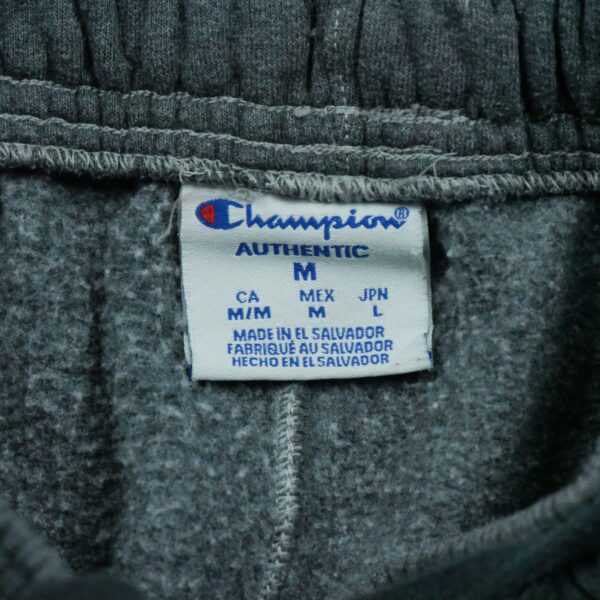 Champion®
AUTHENTIC
M
CA MEX JPN
M/M M L
MADE IN EL SALVADOR
FABRIQUÉ AU SALVADOR
HECHO EN EL SALVADOR